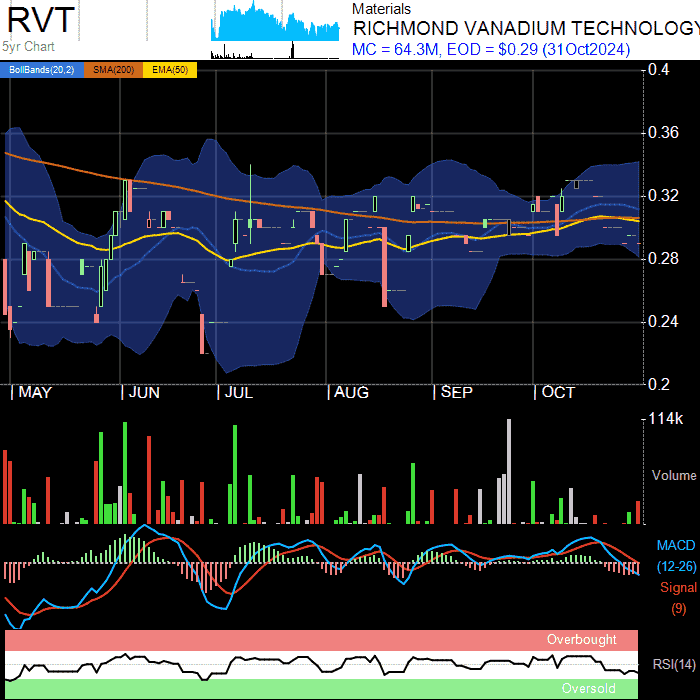 RVT
5yr Chart
Materials
RICHMOND VANADIUM TECHNOLOGY
MC = 64.3M, EOD = $0.29 (31Oct2024)
BollBands(20,2) SMA(200) EMA(50)
0.4
0.36
0.32
0.28
0.24
0.2
MAY JUN JUL AUG SEP OCT
114k
Volume
MACD
(12-26)
Signal
(9)
Overbought
RSI(14)
Oversold